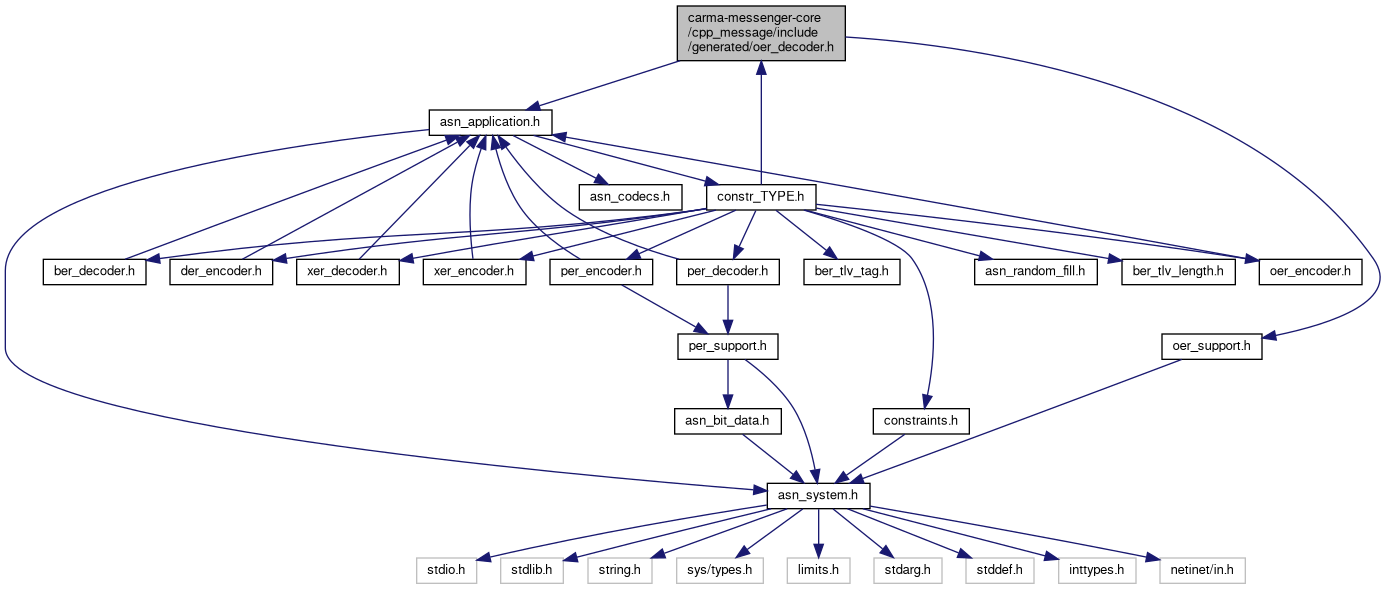 carma-messenger-core
/cpp_message/include
/generated/oer_decoder.h
asn_application.h
asn_codecs.h
constr_TYPE.h
ber_decoder.h
der_encoder.h
xer_decoder.h
xer_encoder.h
per_encoder.h
per_decoder.h
ber_tlv_tag.h
asn_random_fill.h
ber_tlv_length.h
oer_encoder.h
per_support.h
oer_support.h
asn_bit_data.h
constraints.h
asn_system.h
stdio.h
stdlib.h
string.h
sys/types.h
limits.h
stdarg.h
stddef.h
inttypes.h
netinet/in.h